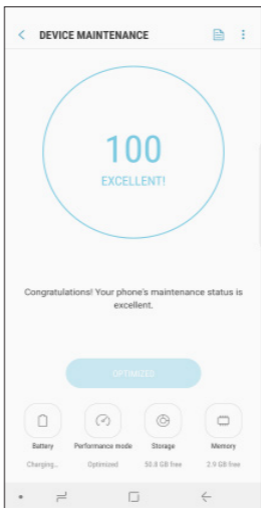 DEVICE MAINTENANCE
100
EXCELLENT!
Congratulations! Your phone's maintenance status is
excellent.
OPTIMIZED
Battery Performance mode Storage Memory
Charging... Optimized 50.8 GB free 2.9 GB free